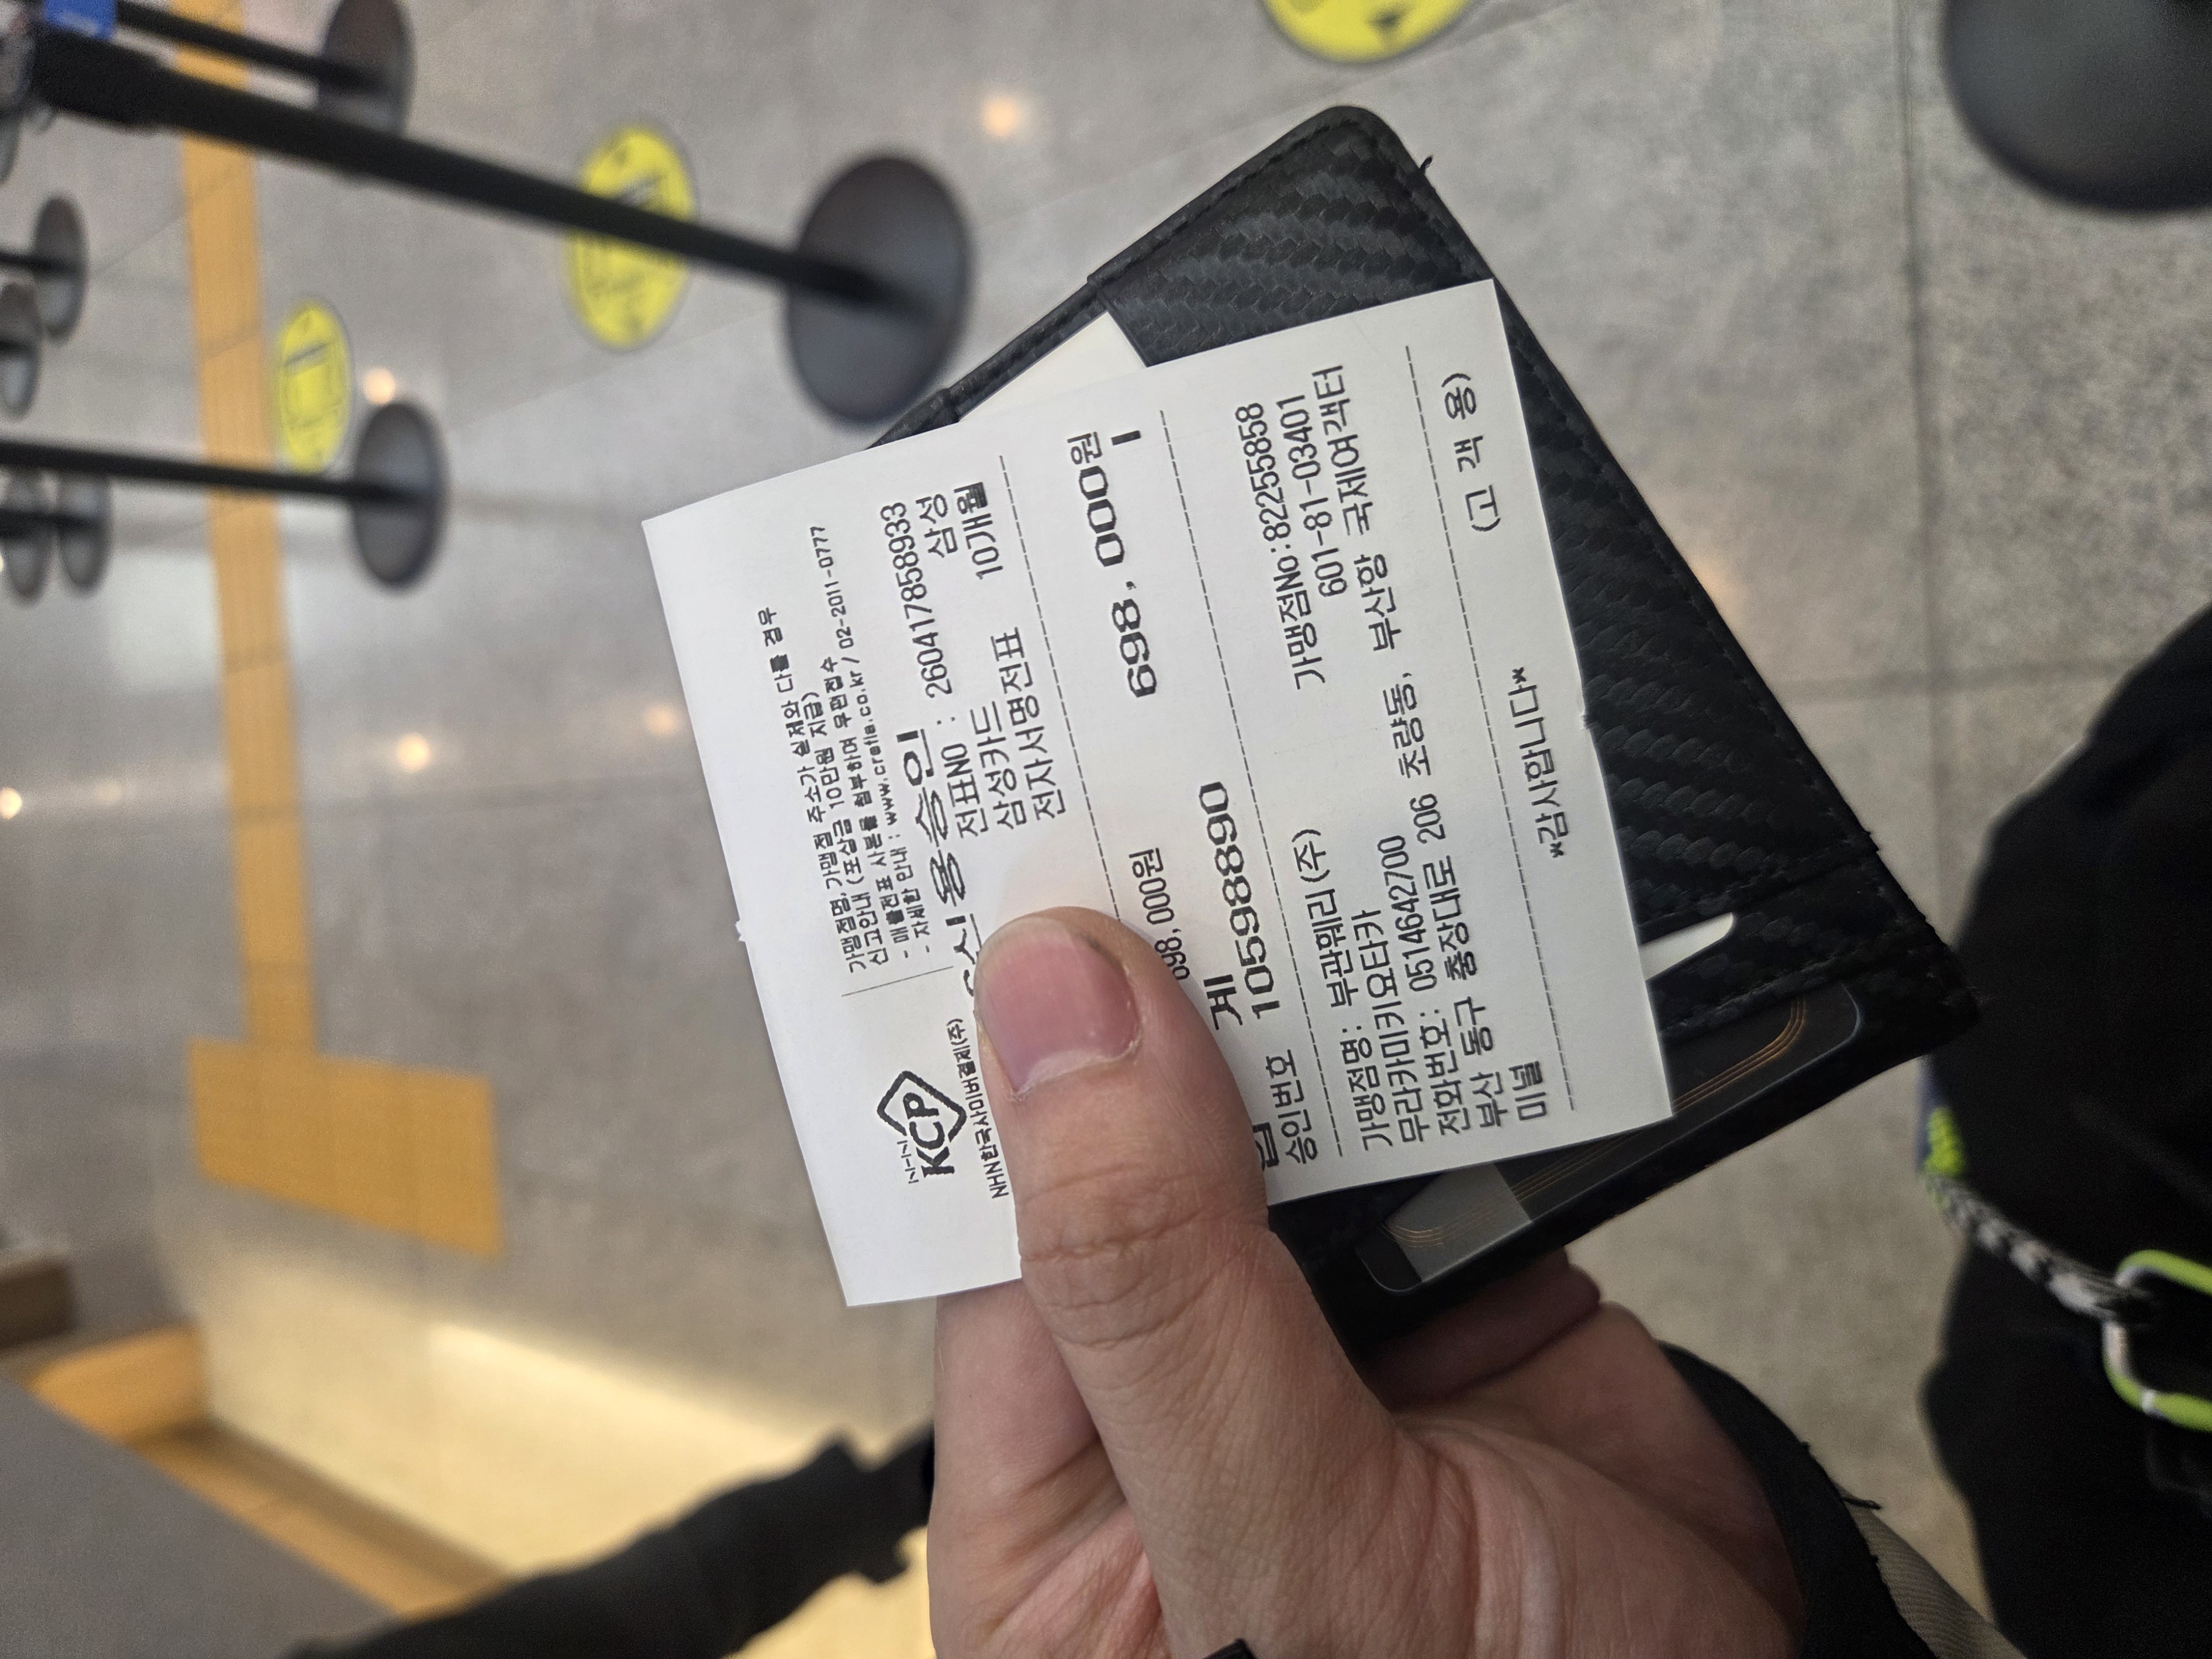 가맹점명,가맹점 주소가 실제와 다를 경우
신고안내 (포상금 10만원 지급)
- 매출전표 사본을 첨부하여 우편접수
- 자세한 안내 : www.crefia.co.kr / 02-2011-0777
NHN
KCP
NHN한국사이버결제(주)
신용승인
전표NO : 260417858933
삼성카드 삼성
전자서명전표 10개월
698,000원
698,000원
계
승인번호 10598890
가맹점No:82255858
가맹점명: 부관훼리(주) 601-81-03401
무라카미키요타카
전화번호: 0514642700
부산 동구 충장대로 206 초량동, 부산항 국제여객터
미널
(고 객 용)
*감사합니다*